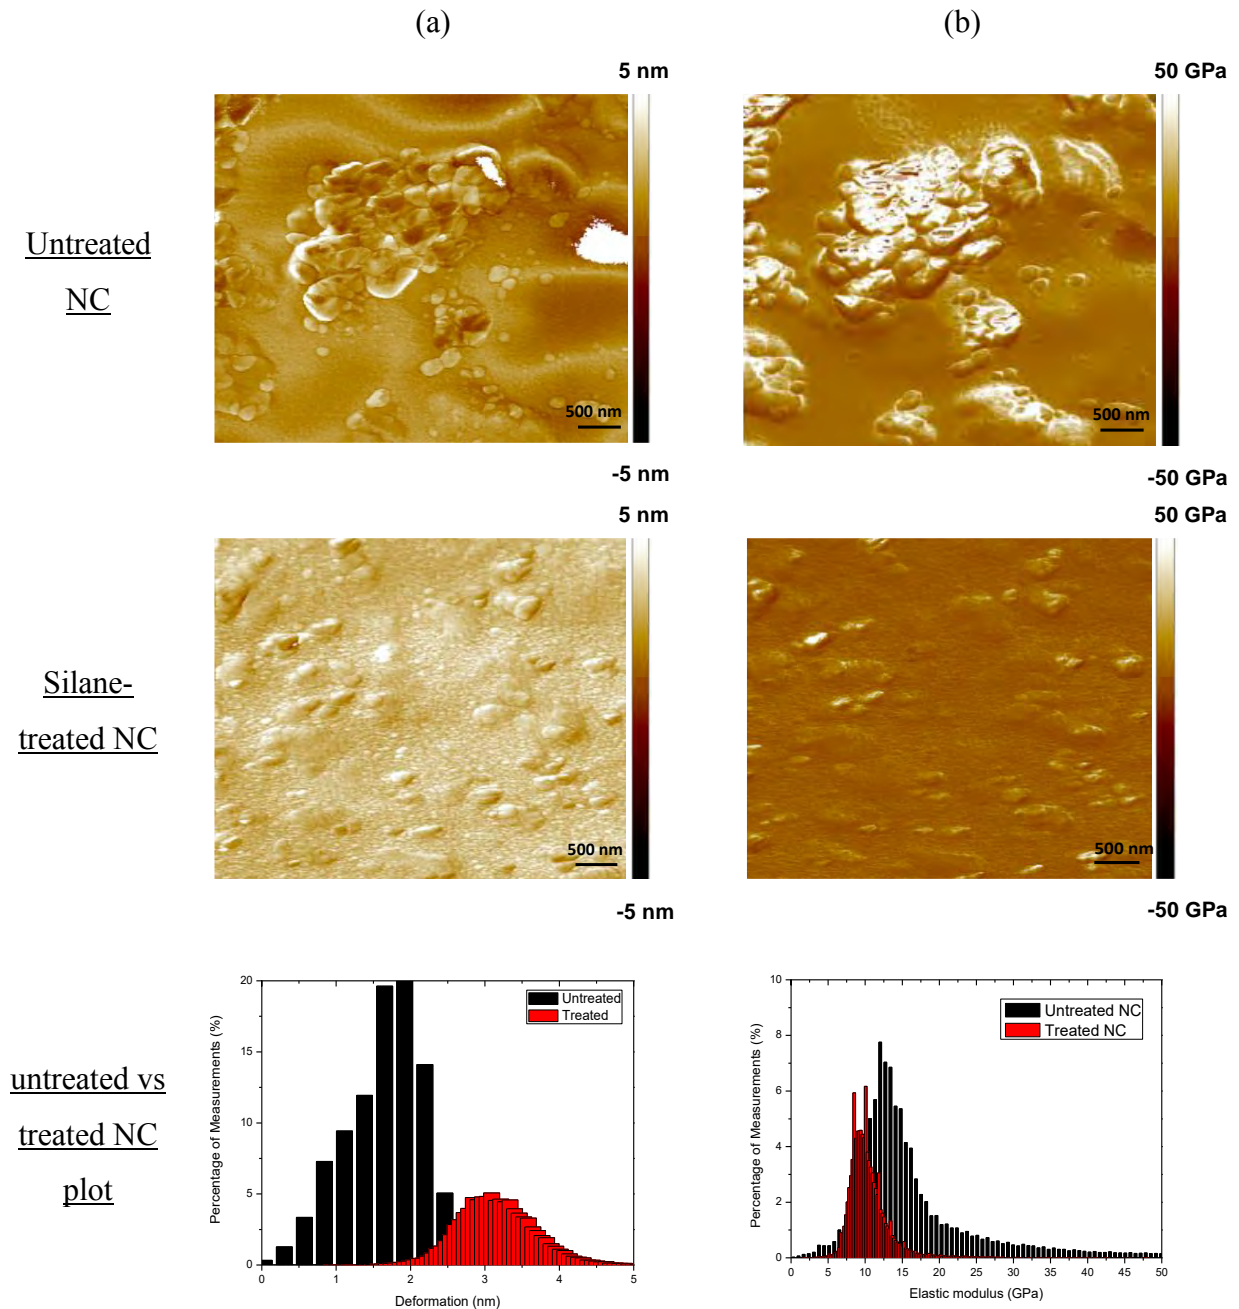 (a)
(b)
5 nm
50 GPa
Untreated
NC
500 nm
500 nm
-5 nm
-50 GPa
5 nm
50 GPa
Silane-
treated NC
500 nm
500 nm
-5 nm
-50 GPa
untreated vs
treated NC
plot
20
15
10
5
0
0
1
2
3
4
5
Percentage of Measurements (%)
Deformation (nm)
Untreated
Treated
10
8
6
4
2
0
0
5
10
15
20
25
30
35
40
45
50
Percentage of Measurements (%)
Elastic modulus (GPa)
Untreated NC
Treated NC